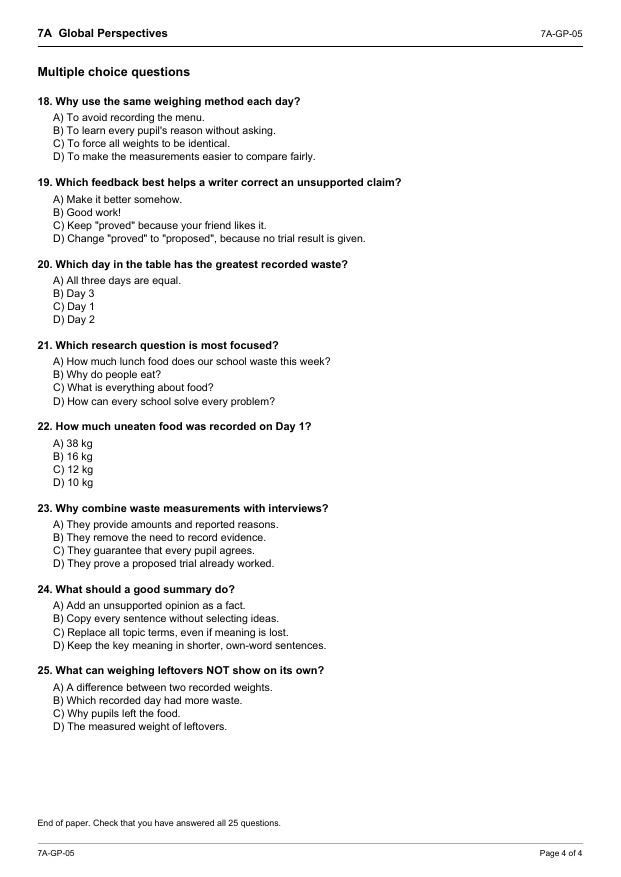 7A Global Perspectives
7A-GP-05
Multiple choice questions
18. Why use the same weighing method each day?
A) To avoid recording the menu.
B) To learn every pupil's reason without asking.
C) To force all weights to be identical.
D) To make the measurements easier to compare fairly.
19. Which feedback best helps a writer correct an unsupported claim?
A) Make it better somehow.
B) Good work!
C) Keep "proved" because your friend likes it.
D) Change "proved" to "proposed", because no trial result is given.
20. Which day in the table has the greatest recorded waste?
A) All three days are equal.
B) Day 3
C) Day 1
D) Day 2
21. Which research question is most focused?
A) How much lunch food does our school waste this week?
B) Why do people eat?
C) What is everything about food?
D) How can every school solve every problem?
22. How much uneaten food was recorded on Day 1?
A) 38 kg
B) 16 kg
C) 12 kg
D) 10 kg
23. Why combine waste measurements with interviews?
A) They provide amounts and reported reasons.
B) They remove the need to record evidence.
C) They guarantee that every pupil agrees.
D) They prove a proposed trial already worked.
24. What should a good summary do?
A) Add an unsupported opinion as a fact.
B) Copy every sentence without selecting ideas.
C) Replace all topic terms, even if meaning is lost.
D) Keep the key meaning in shorter, own-word sentences.
25. What can weighing leftovers NOT show on its own?
A) A difference between two recorded weights.
B) Which recorded day had more waste.
C) Why pupils left the food.
D) The measured weight of leftovers.
End of paper. Check that you have answered all 25 questions.
7A-GP-05
Page 4 of 4